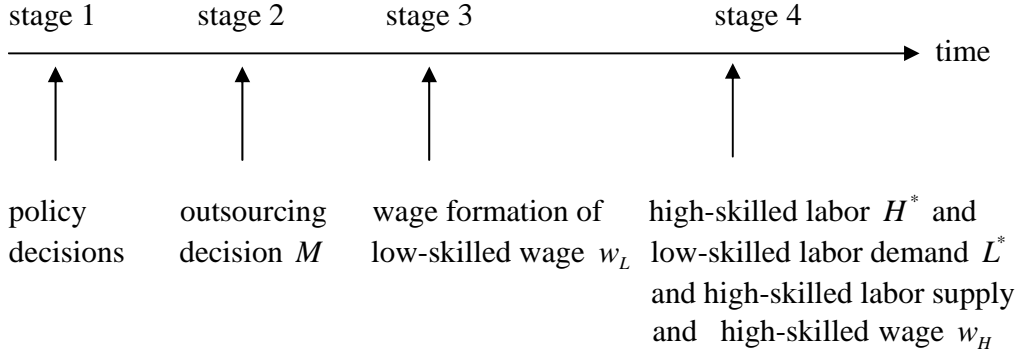 stage 1 stage 2 stage 3 stage 4
time
policy outsourcing wage formation of high-skilled labor H* and
decisions decision M low-skilled wage w_L low-skilled labor demand L*
and high-skilled labor supply
and high-skilled wage w_H